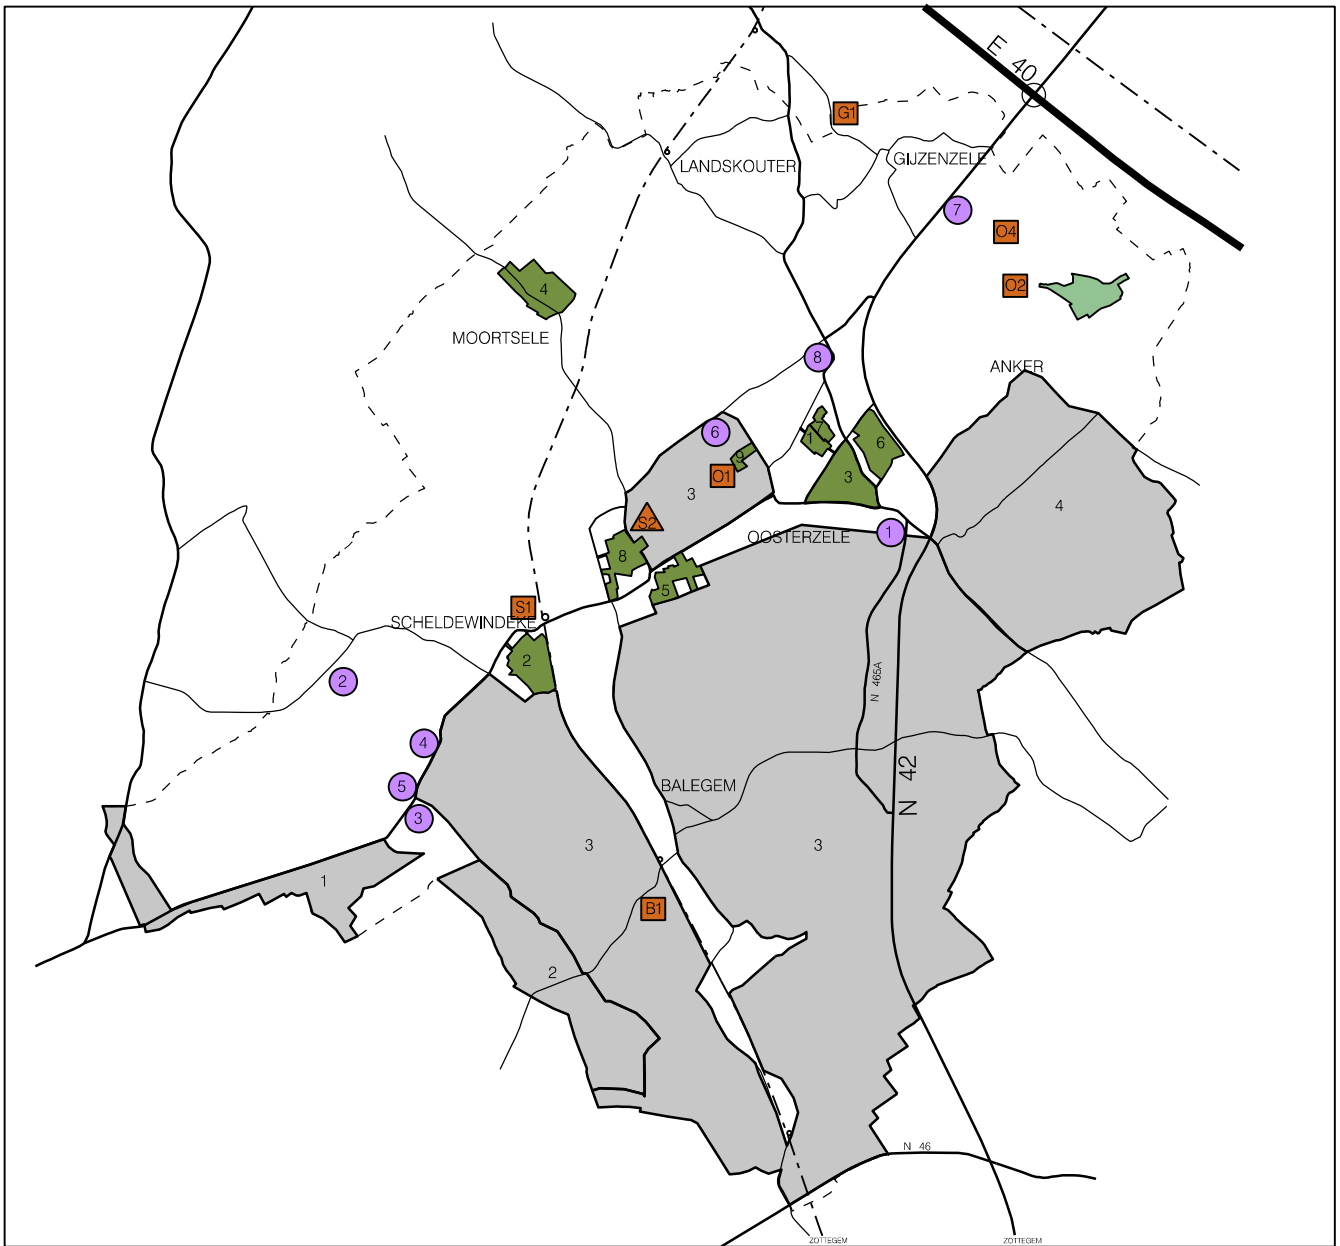 E 40
G1
LANDSKOUTER
GIJZENZELE
7
O4
O2
4
MOORTSELE
8
ANKER
6
7
1
6
9
3
O1
3
4
S2
OOSTERZELE
1
8
5
S1
SCHELDEWINDEKE
2
2
N 465A
4
N 42
5
BALEGEM
3
3
3
1
B1
2
N 46
ZOTTEGEM
ZOTTEGEM